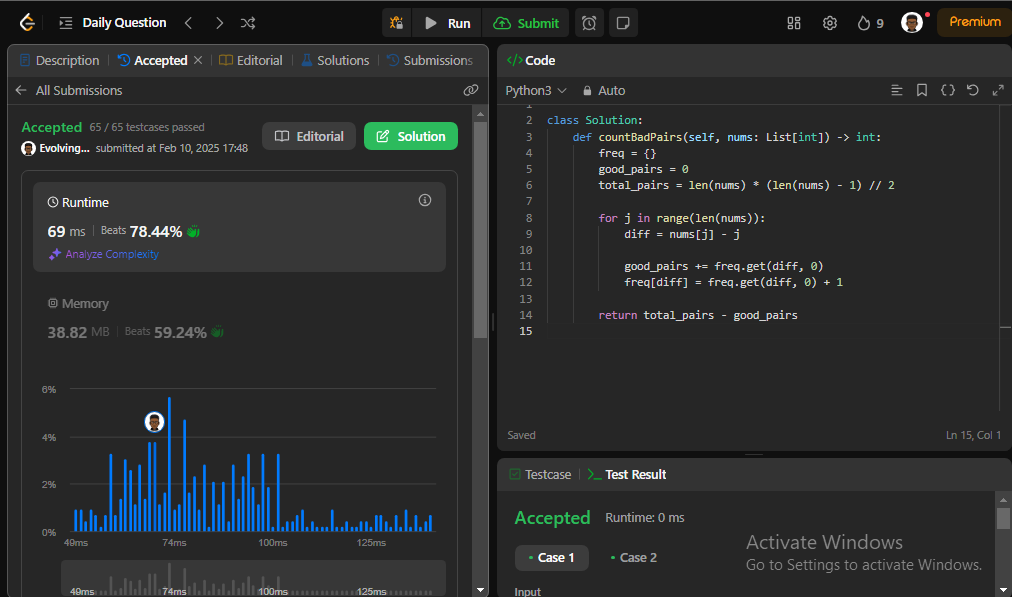 Daily Question
Run
Submit
9
Premium
Description
Accepted
Editorial
Solutions
Submissions
All Submissions
Accepted 65 / 65 testcases passed
Evolving... submitted at Feb 10, 2025 17:48
Editorial
Solution
Runtime
69 ms Beats 78.44%
Analyze Complexity
Memory
38.82 MB Beats 59.24%
6%
4%
2%
0%
49ms 74ms 100ms 125ms
49ms 74ms 100ms 125ms
</> Code
Python3 Auto
1
2 class Solution:
3 def countBadPairs(self, nums: List[int]) -> int:
4 freq = {}
5 good_pairs = 0
6 total_pairs = len(nums) * (len(nums) - 1) // 2
7
8 for j in range(len(nums)):
9 diff = nums[j] - j
10
11 good_pairs += freq.get(diff, 0)
12 freq[diff] = freq.get(diff, 0) + 1
13
14 return total_pairs - good_pairs
15
Saved Ln 15, Col 1
Testcase
Test Result
Accepted Runtime: 0 ms
• Case 1 • Case 2
Input
Activate Windows
Go to Settings to activate Windows.